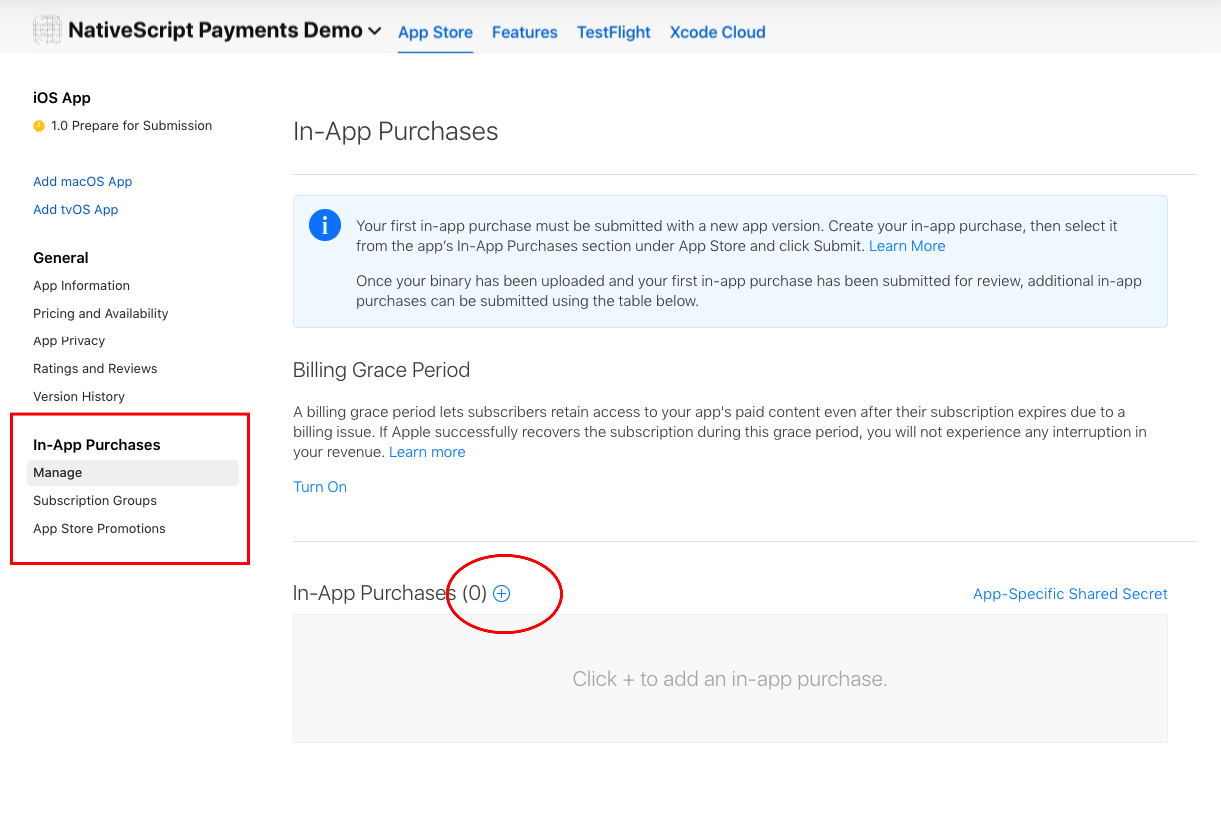 NativeScript Payments Demo
App Store Features TestFlight Xcode Cloud
iOS App
1.0 Prepare for Submission
Add macOS App
Add tvOS App
General
App Information
Pricing and Availability
App Privacy
Ratings and Reviews
Version History
In-App Purchases
Manage
Subscription Groups
App Store Promotions
In-App Purchases
Your first in-app purchase must be submitted with a new app version. Create your in-app purchase, then select it
from the app’s In-App Purchases section under App Store and click Submit. Learn More
Once your binary has been uploaded and your first in-app purchase has been submitted for review, additional in-app
purchases can be submitted using the table below.
Billing Grace Period
A billing grace period lets subscribers retain access to your app's paid content even after their subscription expires due to a
billing issue. If Apple successfully recovers the subscription during this grace period, you will not experience any interruption in
your revenue. Learn more
Turn On
In-App Purchases (0)
App-Specific Shared Secret
Click + to add an in-app purchase.